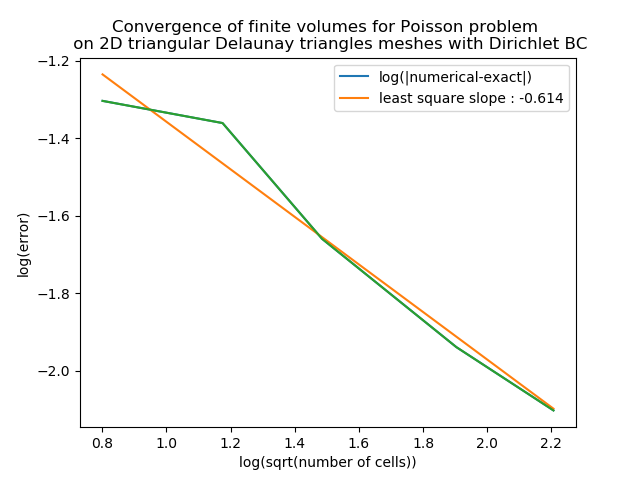 Convergence of finite volumes for Poisson problem
on 2D triangular Delaunay triangles meshes with Dirichlet BC
log(|numerical-exact|)
least square slope : -0.614
log(error)
−1.2
−1.4
−1.6
−1.8
−2.0
0.8 1.0 1.2 1.4 1.6 1.8 2.0 2.2
log(sqrt(number of cells))